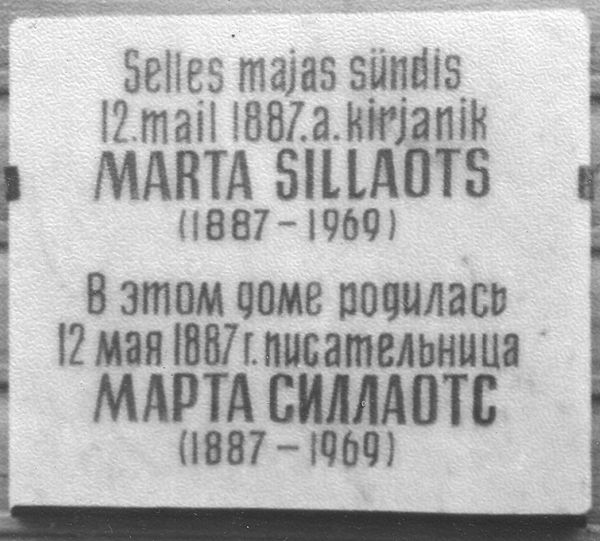 Selles majas sündis
12.mail 1887.a.kirjanik
MARTA SILLAOTS
(1887-1969)
В этом доме родилась
12 мая 1887г.писательница
МАРТА СИЛЛАОТС
(1887-1969)